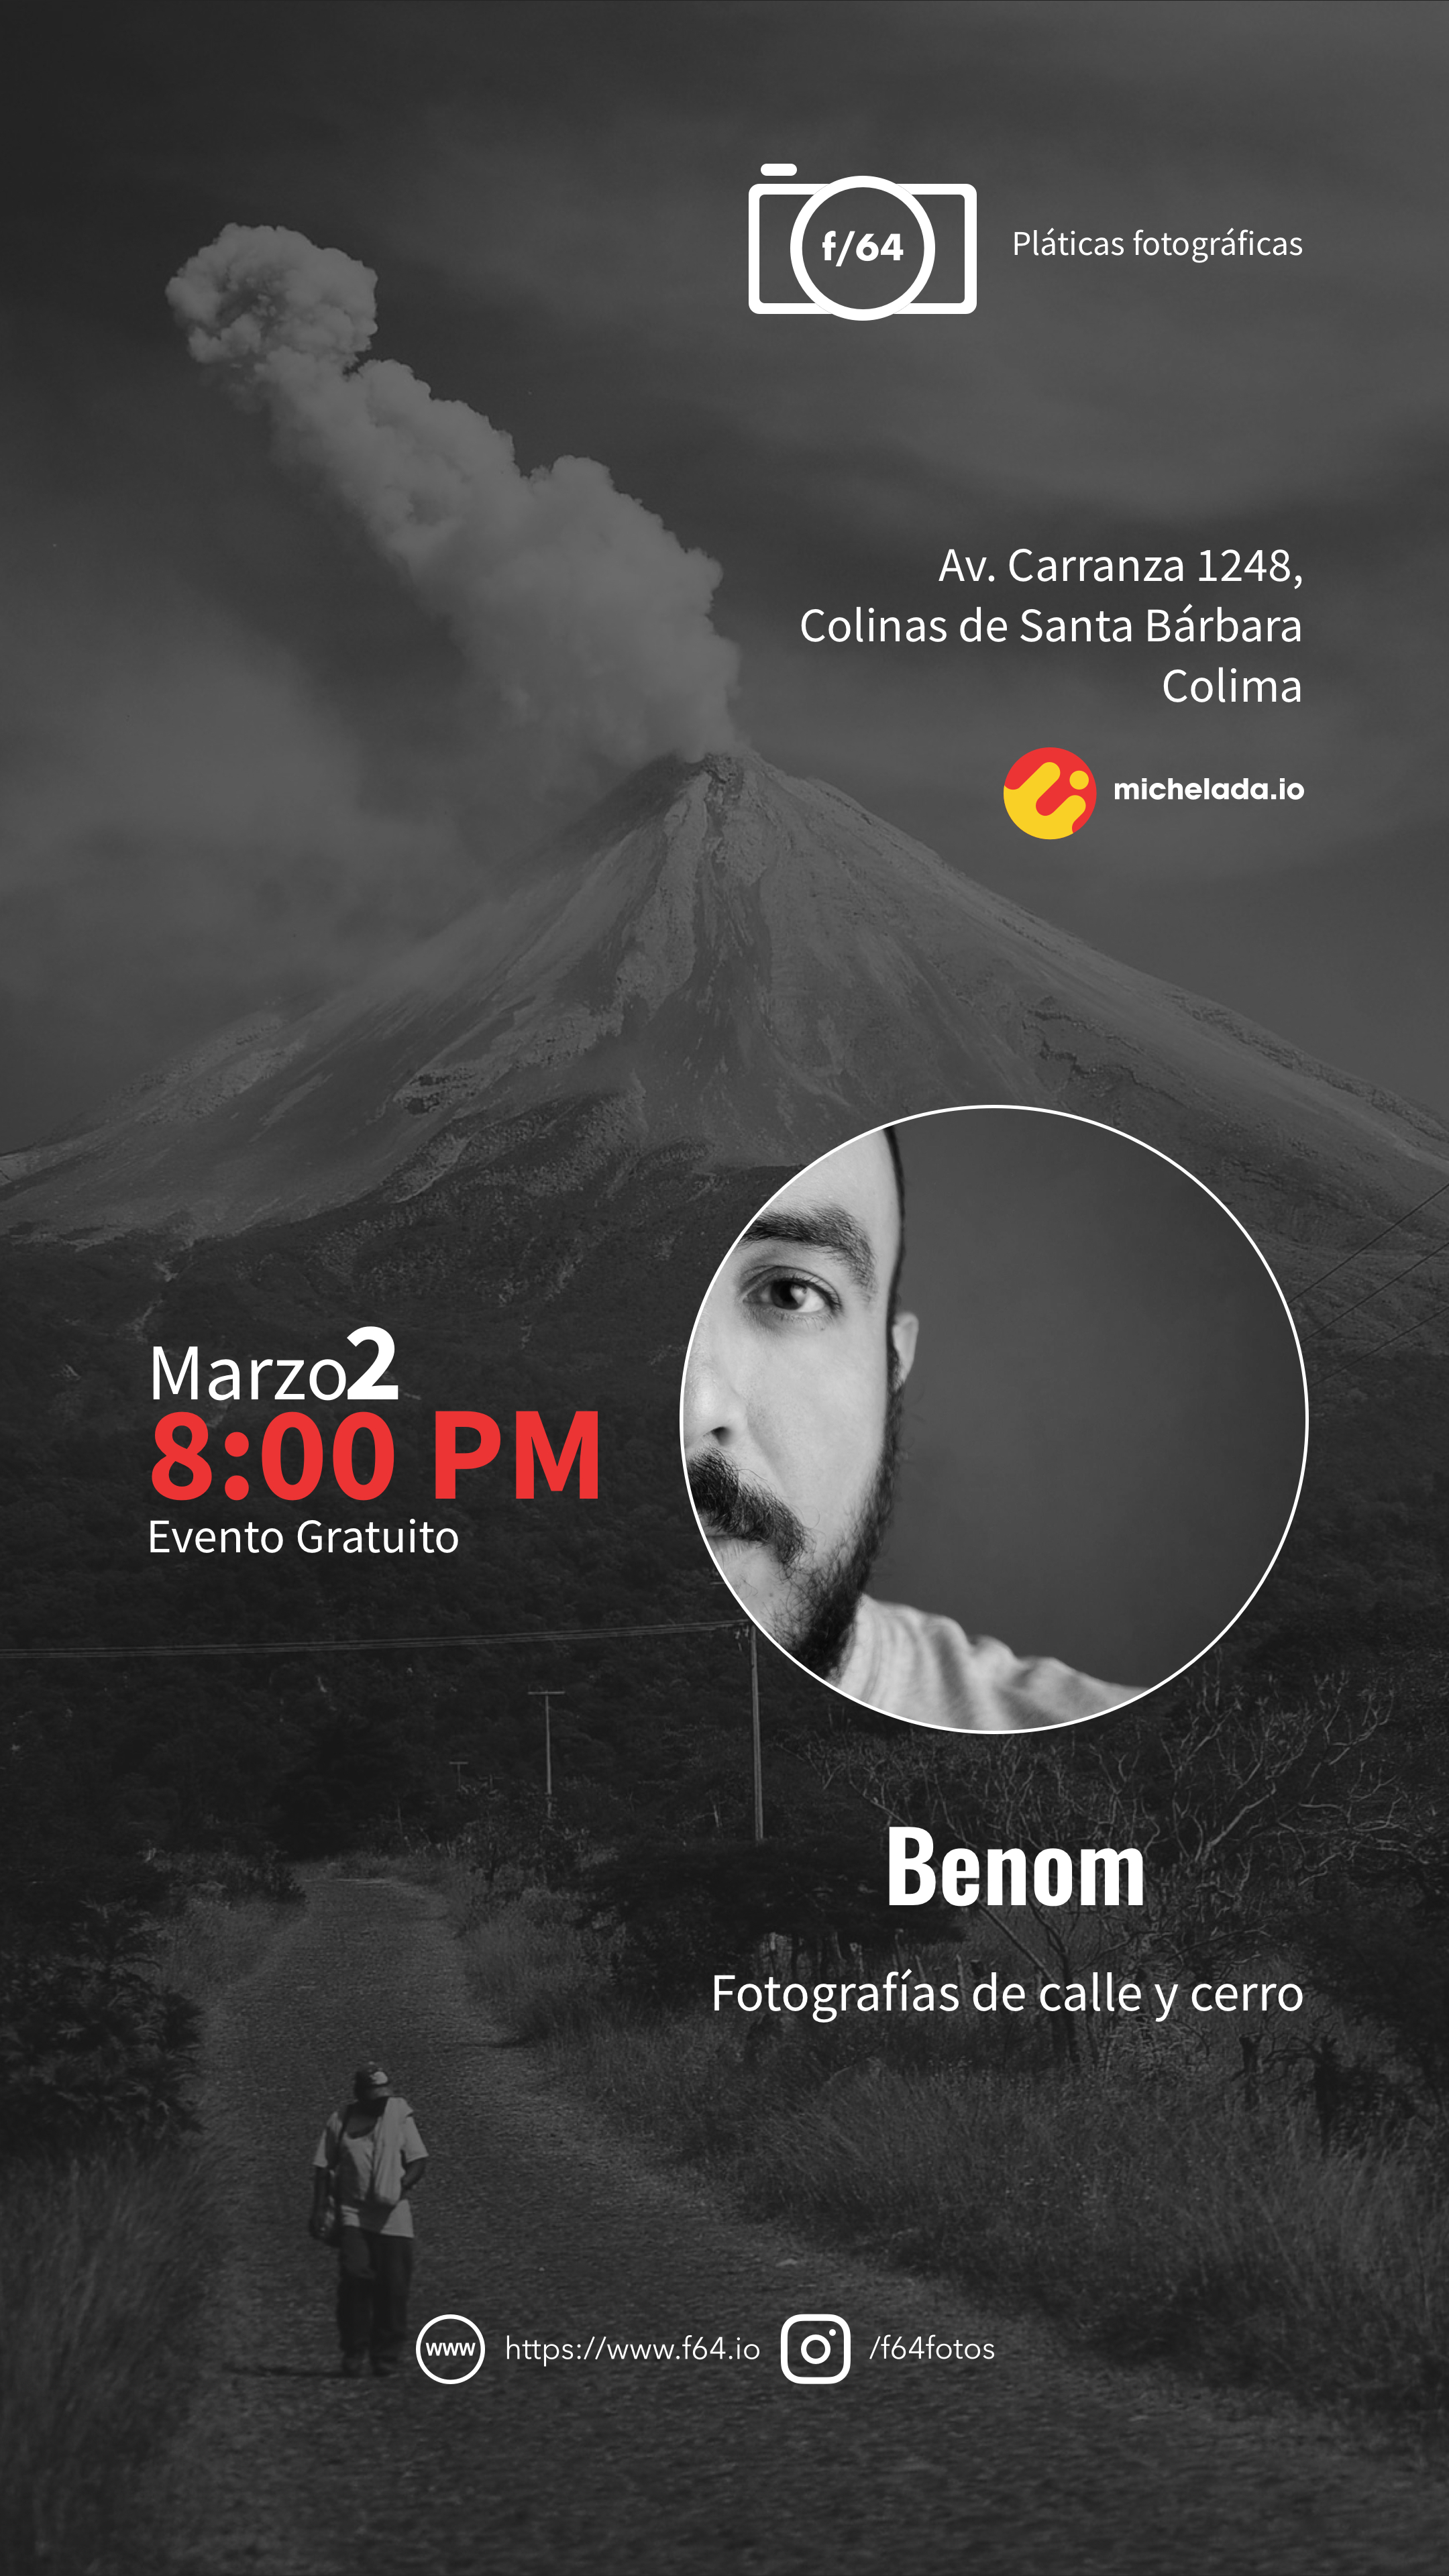 f/64
Pláticas fotográficas
Av. Carranza 1248,
Colinas de Santa Bárbara
Colima
michelada.io
Marzo2
8:00 PM
Evento Gratuito
Benom
Fotografías de calle y cerro
www https://www.f64.io /f64fotos